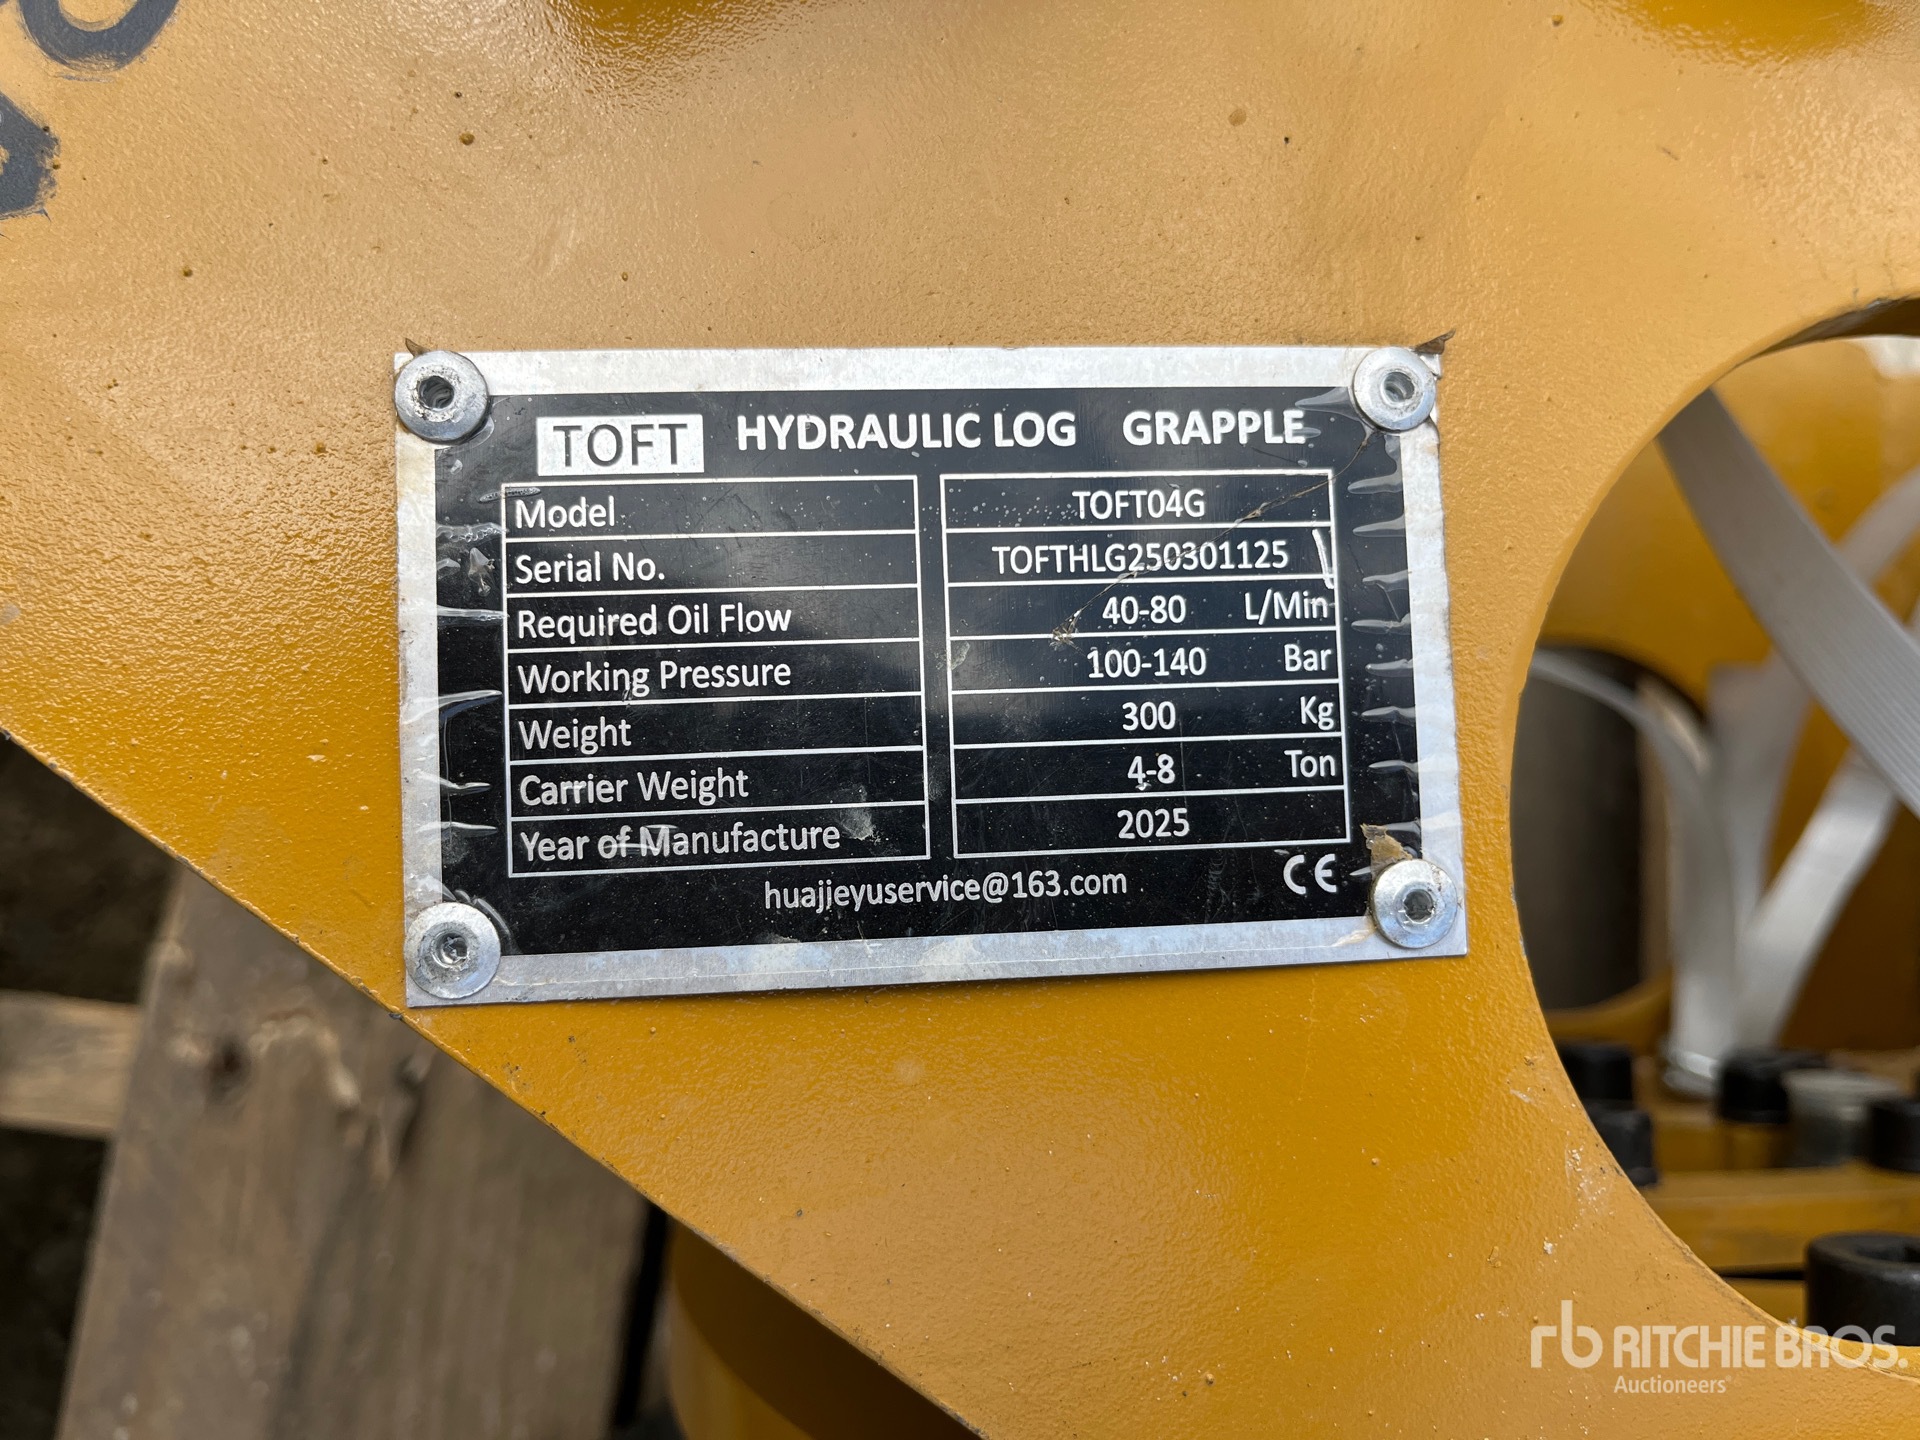 TOFT HYDRAULIC LOG GRAPPLE
Model TOFT04G
Serial No. TOFTHLG250301125
Required Oil Flow 40-80 L/Min
Working Pressure 100-140 Bar
Weight 300 Kg
Carrier Weight 4-8 Ton
Year of Manufacture 2025
huajieyuservice@163.com
CE
rb RITCHIE BROS.
Auctioneers